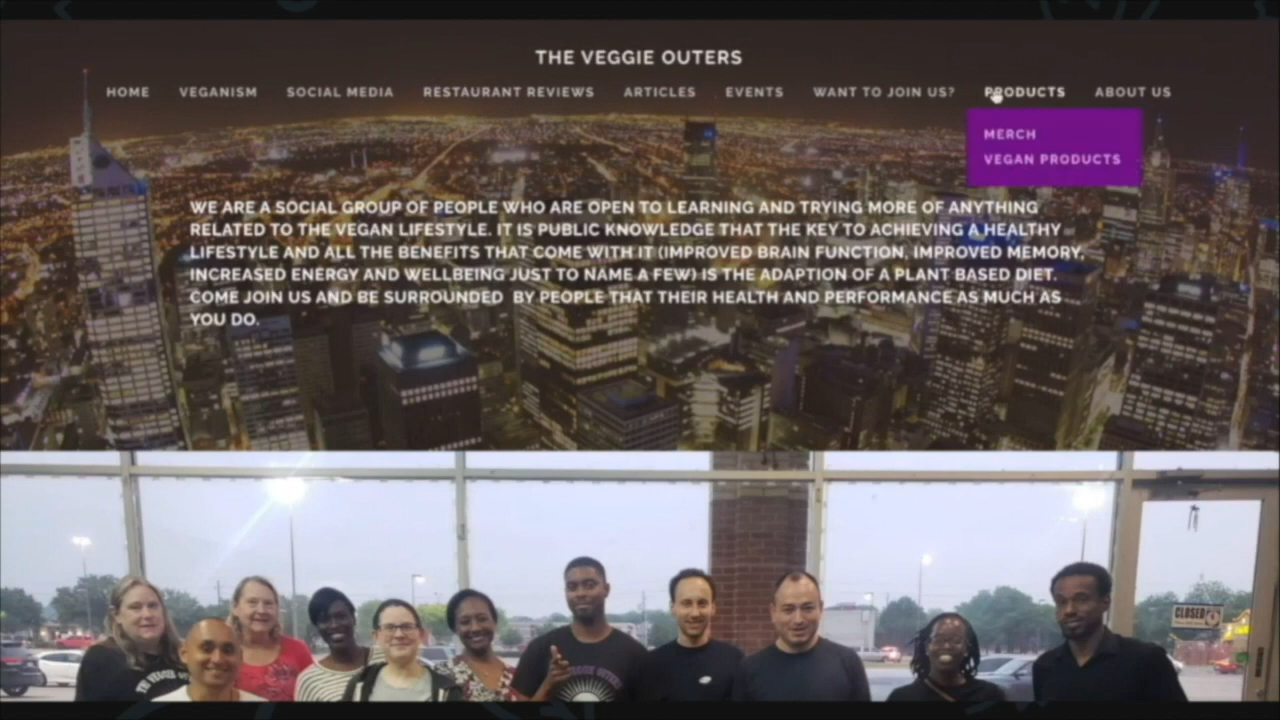 THE VEGGIE OUTERS
HOME VEGANISM SOCIAL MEDIA RESTAURANT REVIEWS ARTICLES EVENTS WANT TO JOIN US? PRODUCTS ABOUT US
MERCH
VEGAN PRODUCTS
WE ARE A SOCIAL GROUP OF PEOPLE WHO ARE OPEN TO LEARNING AND TRYING MORE OF ANYTHING
RELATED TO THE VEGAN LIFESTYLE. IT IS PUBLIC KNOWLEDGE THAT THE KEY TO ACHIEVING A HEALTHY
LIFESTYLE AND ALL THE BENEFITS THAT COME WITH IT (IMPROVED BRAIN FUNCTION, IMPROVED MEMORY,
INCREASED ENERGY AND WELLBEING JUST TO NAME A FEW) IS THE ADAPTION OF A PLANT BASED DIET.
COME JOIN US AND BE SURROUNDED BY PEOPLE THAT THEIR HEALTH AND PERFORMANCE AS MUCH AS
YOU DO.
CLOSED